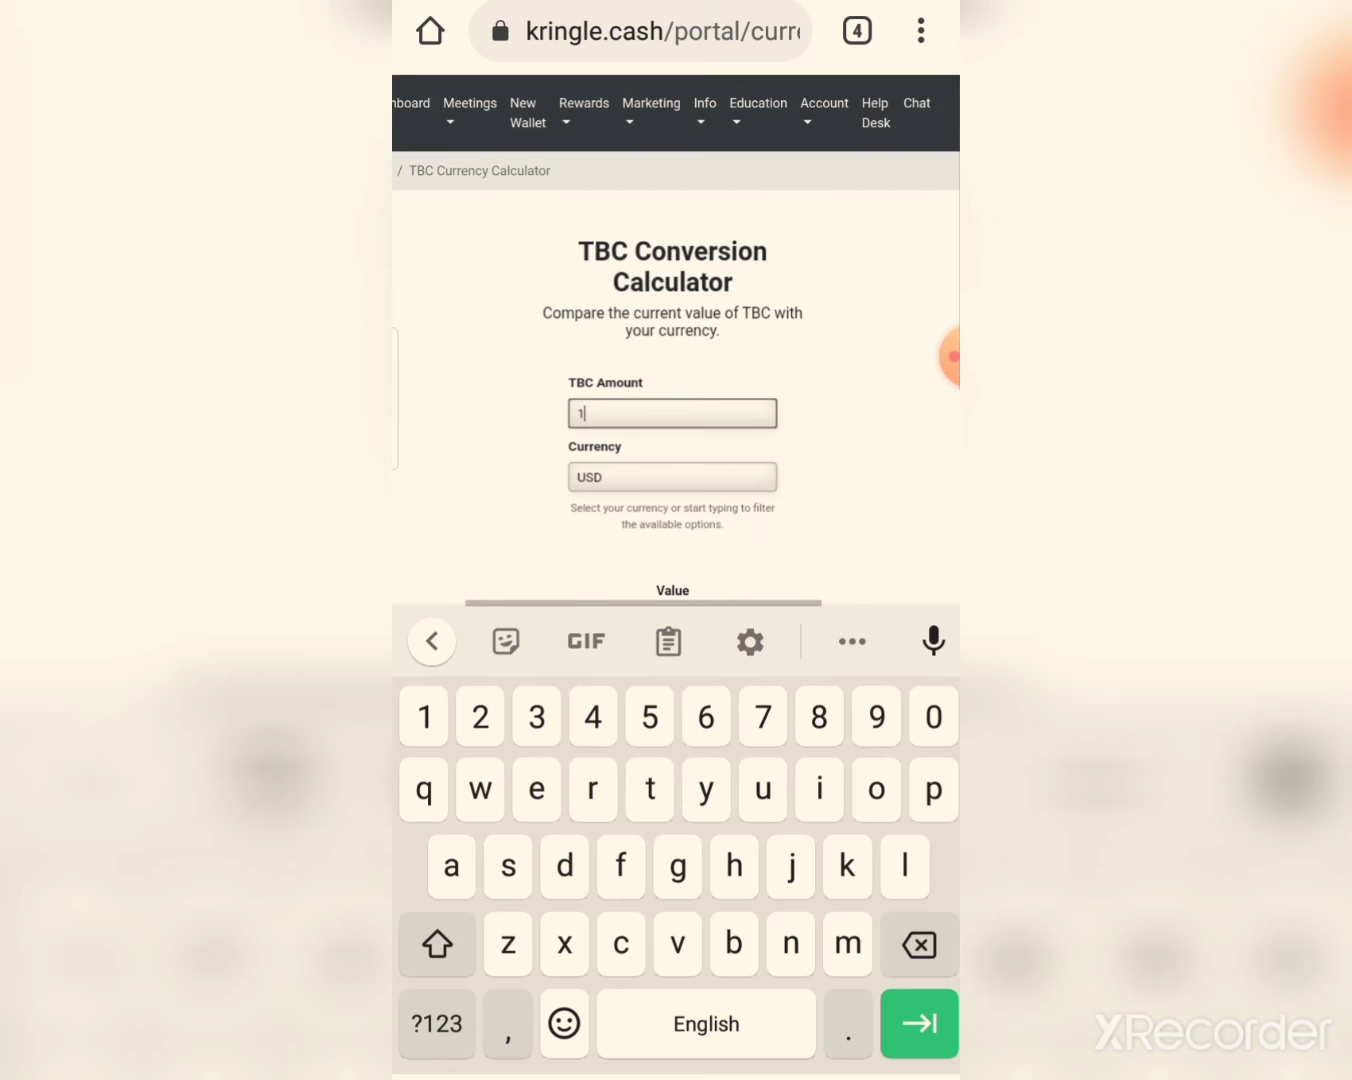 kringle.cash/portal/curr
4
nboard Meetings New Wallet Rewards Marketing Info Education Account Help Desk Chat
/ TBC Currency Calculator
TBC Conversion
Calculator
Compare the current value of TBC with
your currency.
TBC Amount
1
Currency
USD
Select your currency or start typing to filter
the available options.
Value
GIF
1 2 3 4 5 6 7 8 9 0
q w e r t y u i o p
a s d f g h j k l
z x c v b n m
?123 , English .
XRecorder